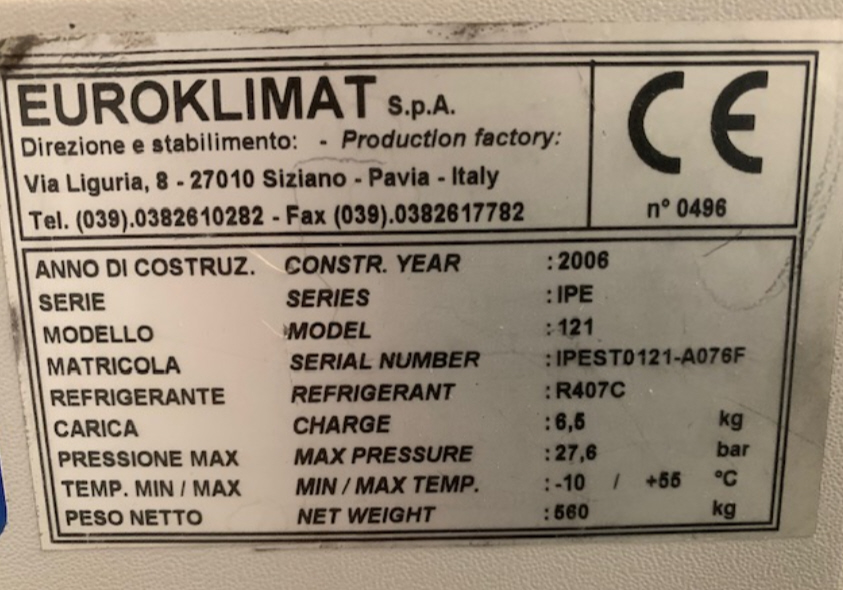 EUROKLIMAT S.p.A.
Direzione e stabilimento: - Production factory:
Via Liguria, 8 - 27010 Siziano - Pavia - Italy
Tel. (039).0382610282 - Fax (039).0382617782
CE
n° 0496
ANNO DI COSTRUZ. CONSTR. YEAR : 2006
SERIE SERIES : IPE
MODELLO MODEL : 121
MATRICOLA SERIAL NUMBER : IPEST0121-A076F
REFRIGERANTE REFRIGERANT : R407C
CARICA CHARGE : 6,5 kg
PRESSIONE MAX MAX PRESSURE : 27,6 bar
TEMP. MIN / MAX MIN / MAX TEMP. : -10 / +55 °C
PESO NETTO NET WEIGHT : 560 kg